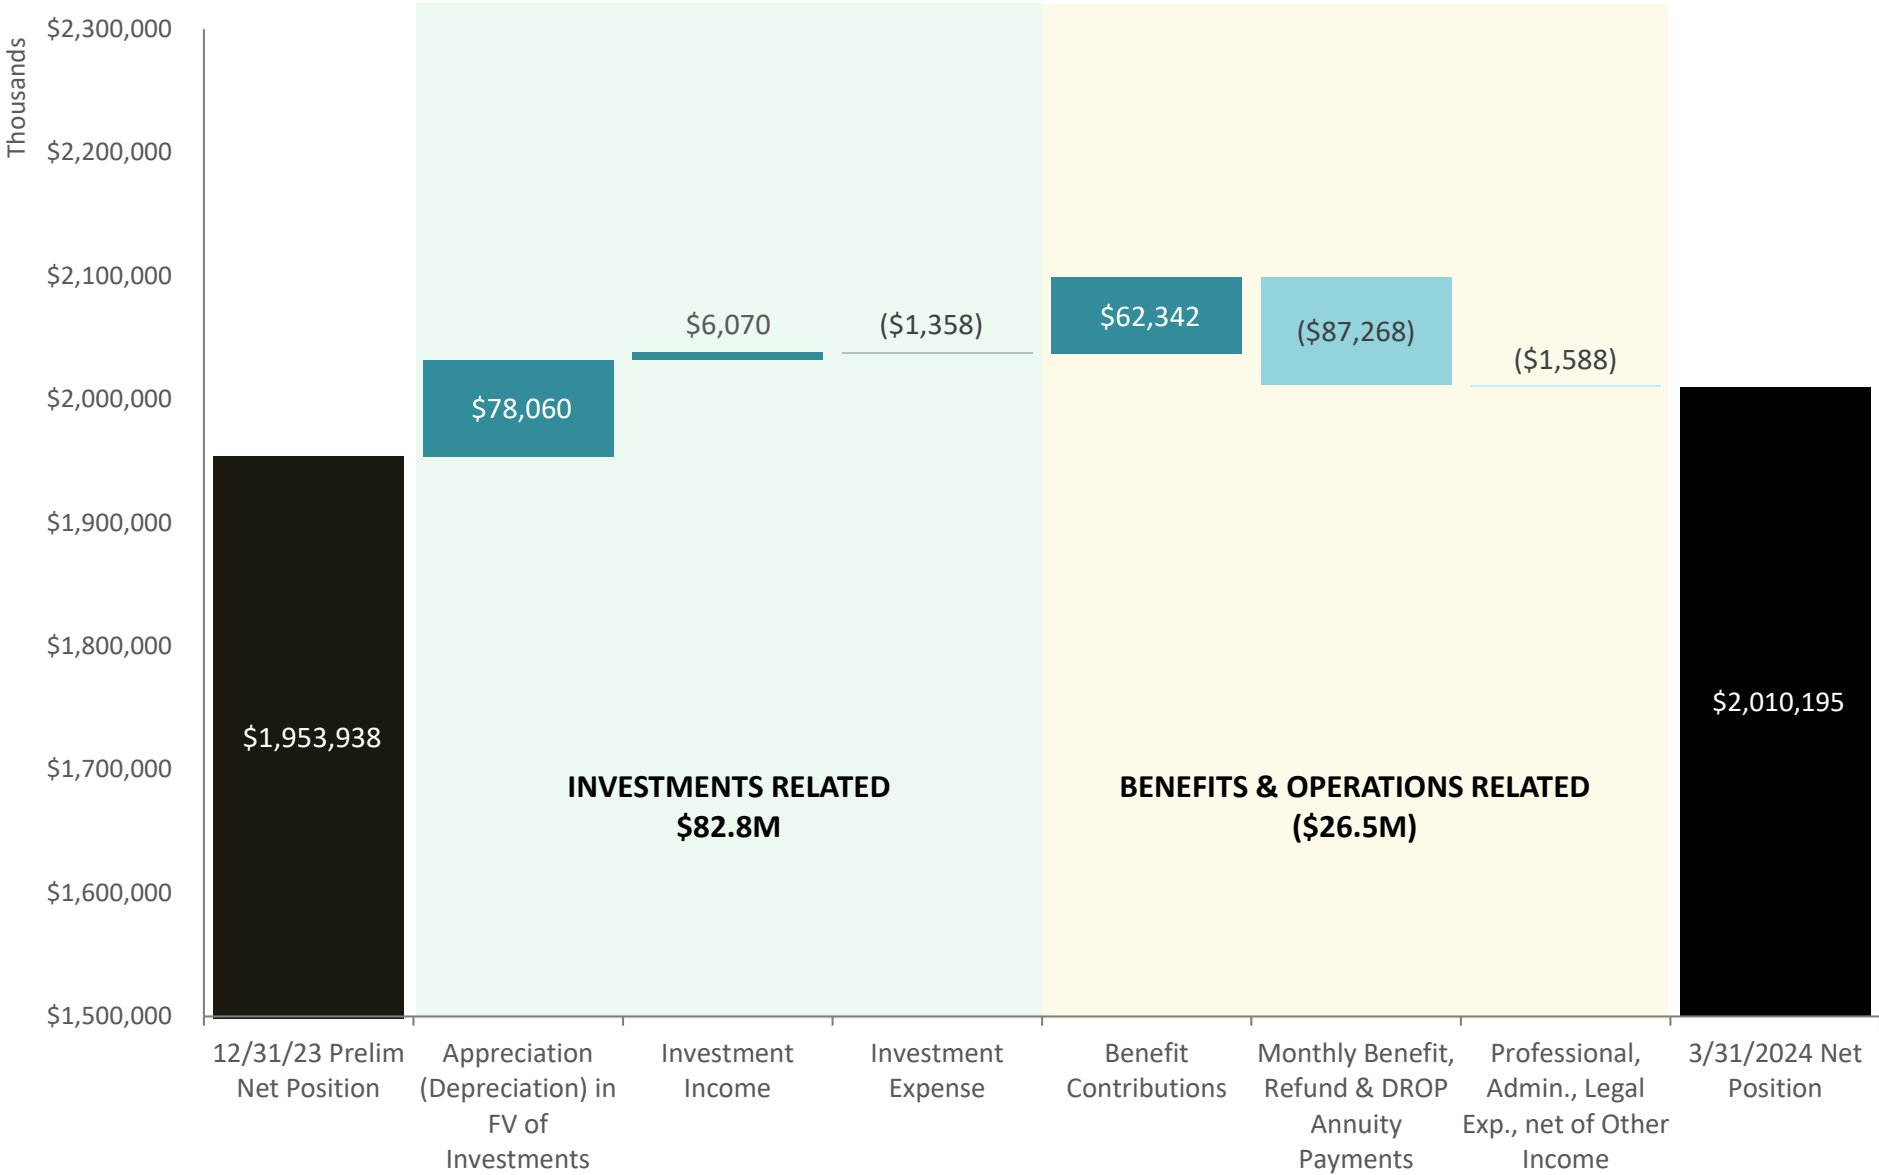 Thousands
$2,300,000
$2,200,000
$2,100,000
$2,000,000
$1,900,000
$1,800,000
$1,700,000
$1,600,000
$1,500,000
$1,953,938
$78,060
$6,070
($1,358)
$62,342
($87,268)
($1,588)
$2,010,195
INVESTMENTS RELATED
$82.8M
BENEFITS & OPERATIONS RELATED
($26.5M)
12/31/23 Prelim
Net Position
Appreciation
(Depreciation) in
FV of
Investments
Investment
Income
Investment
Expense
Benefit
Contributions
Monthly Benefit,
Refund & DROP
Annuity
Payments
Professional,
Admin., Legal
Exp., net of Other
Income
3/31/2024 Net
Position